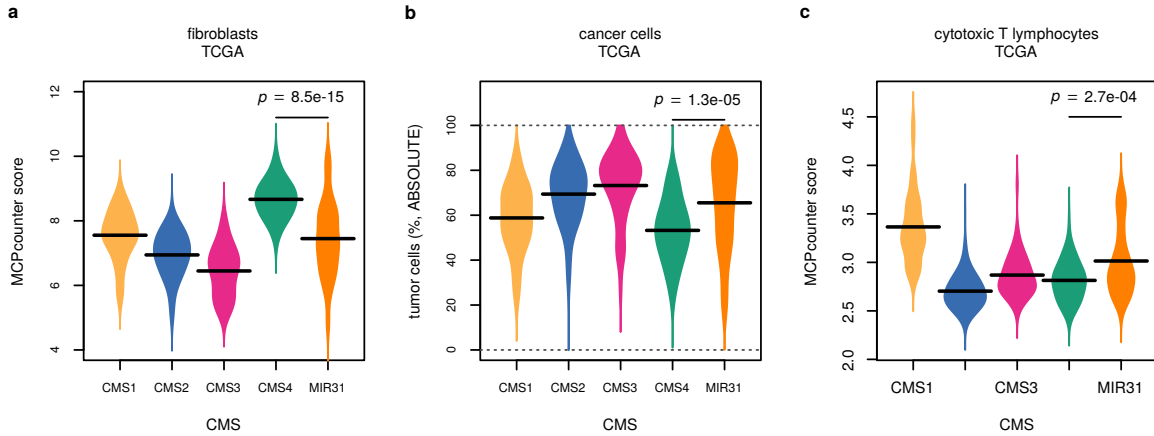 a
fibroblasts
TCGA
p = 8.5e-15
MCPcounter score
12
10
8
6
4
CMS1 CMS2 CMS3 CMS4 MIR31
CMS
b
cancer cells
TCGA
p = 1.3e-05
tumor cells (%, ABSOLUTE)
100
80
60
40
20
0
CMS1 CMS2 CMS3 CMS4 MIR31
CMS
c
cytotoxic T lymphocytes
TCGA
p = 2.7e-04
MCPcounter score
4.5
4.0
3.5
3.0
2.5
2.0
CMS1 CMS3 MIR31
CMS